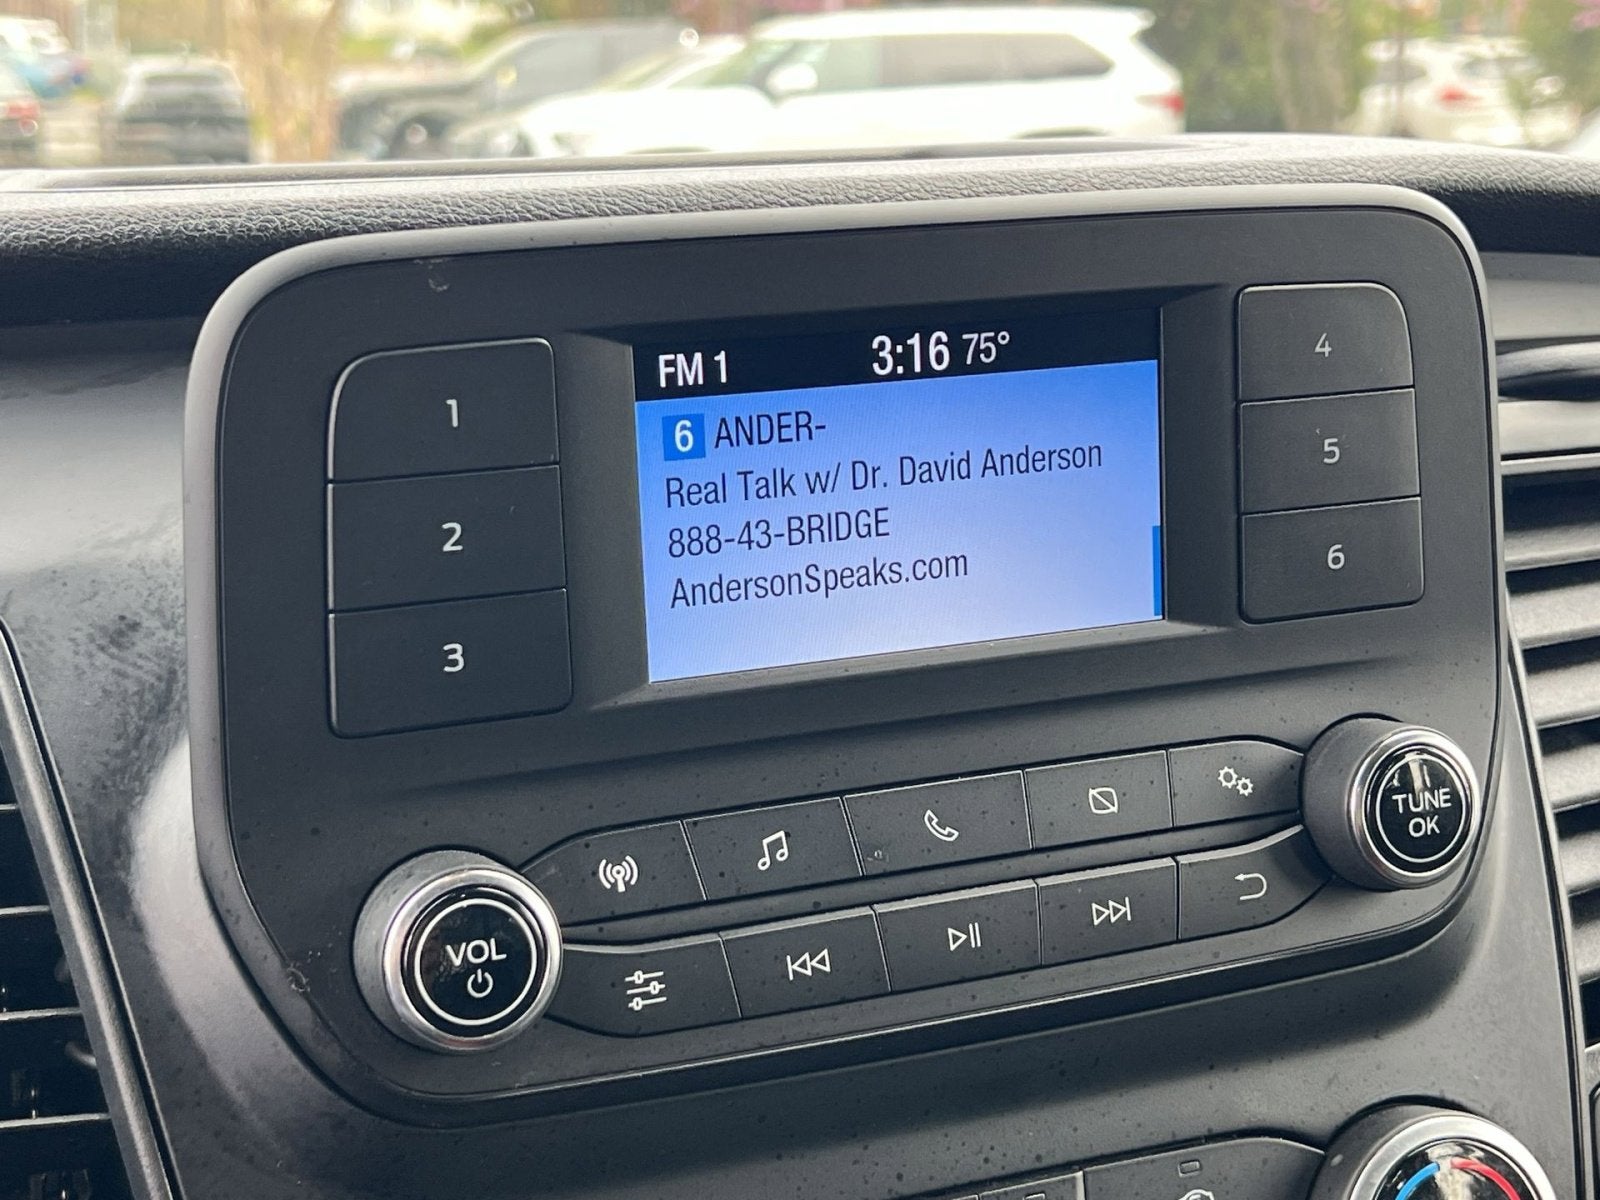 FM 1 3:16 75°
6 ANDER-
Real Talk w/ Dr. David Anderson
888-43-BRIDGE
AndersonSpeaks.com
1
2
3
4
5
6
VOL
TUNE
OK